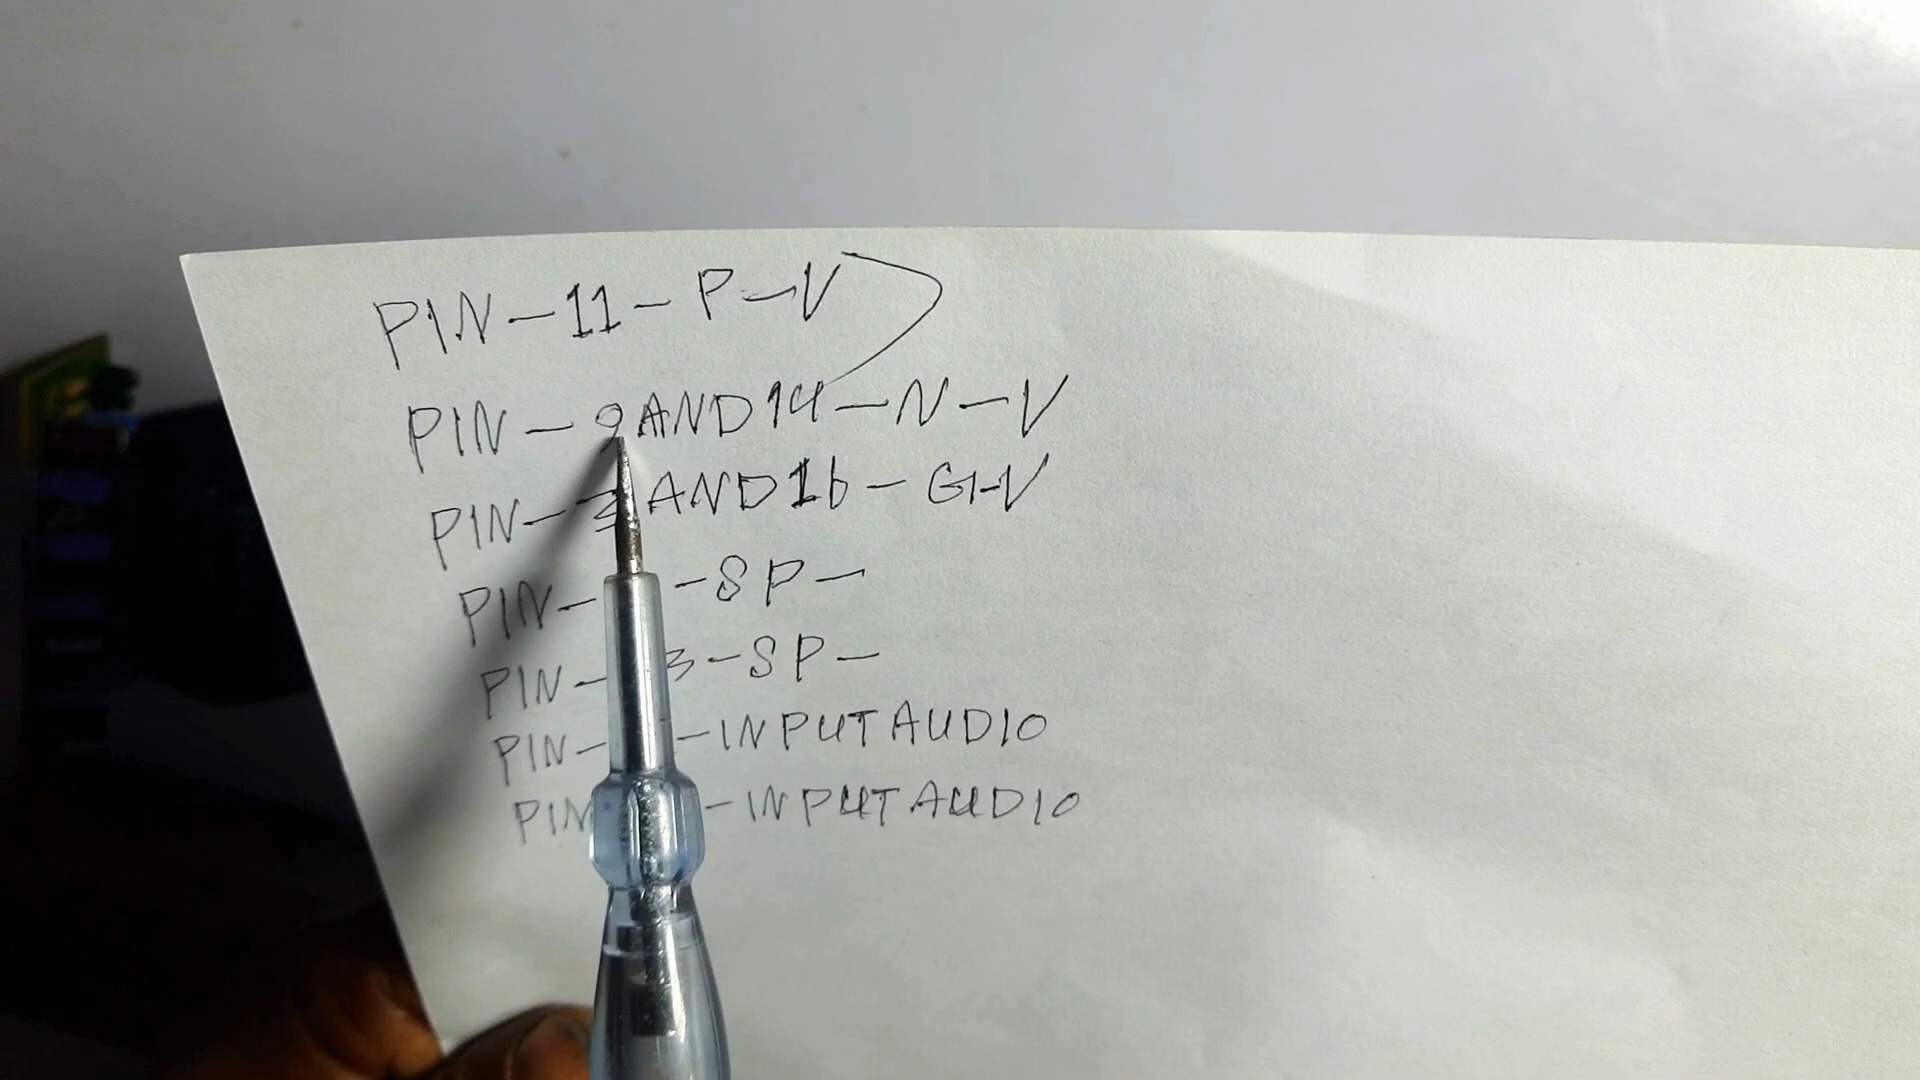 PIN-11-P-V
PIN-9AND14-N-V
PIN- AND16-G-V
PIN- -SP-
PIN- 3-SP-
PIN- -INPUTAUDIO
PIN -INPUTAUDIO